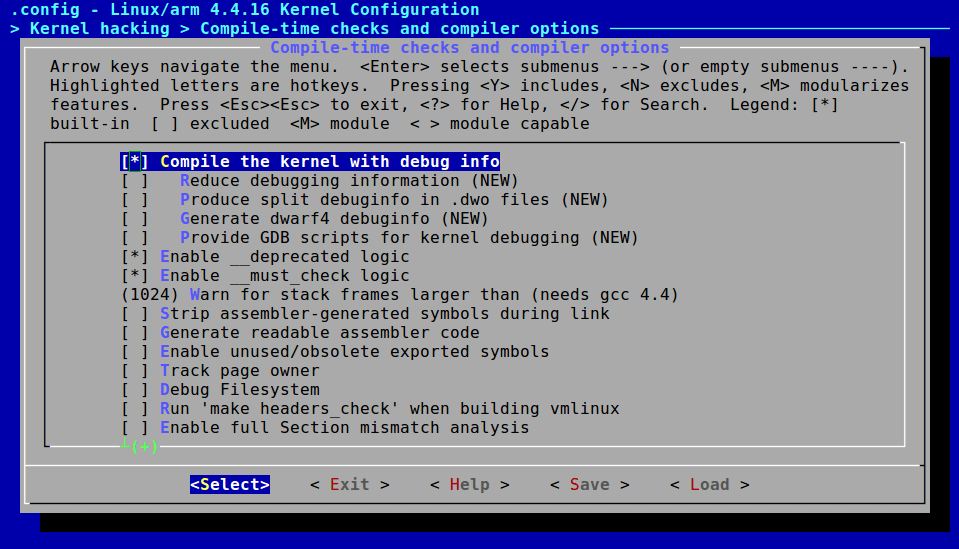 .config - Linux/arm 4.4.16 Kernel Configuration
> Kernel hacking > Compile-time checks and compiler options
Compile-time checks and compiler options
Arrow keys navigate the menu.  <Enter> selects submenus ---> (or empty submenus ----).
Highlighted letters are hotkeys.  Pressing <Y> includes, <N> excludes, <M> modularizes
features.  Press <Esc><Esc> to exit, <?> for Help, </> for Search.  Legend: [*]
built-in  [ ] excluded  <M> module  < > module capable
[*] Compile the kernel with debug info
[ ]   Reduce debugging information (NEW)
[ ]   Produce split debuginfo in .dwo files (NEW)
[ ]   Generate dwarf4 debuginfo (NEW)
[ ]   Provide GDB scripts for kernel debugging (NEW)
[*] Enable __deprecated logic
[*] Enable __must_check logic
(1024) Warn for stack frames larger than (needs gcc 4.4)
[ ] Strip assembler-generated symbols during link
[ ] Generate readable assembler code
[ ] Enable unused/obsolete exported symbols
[ ] Track page owner
[ ] Debug Filesystem
[ ] Run 'make headers_check' when building vmlinux
[ ] Enable full Section mismatch analysis
┴(+)
<Select>    < Exit >    < Help >    < Save >    < Load >